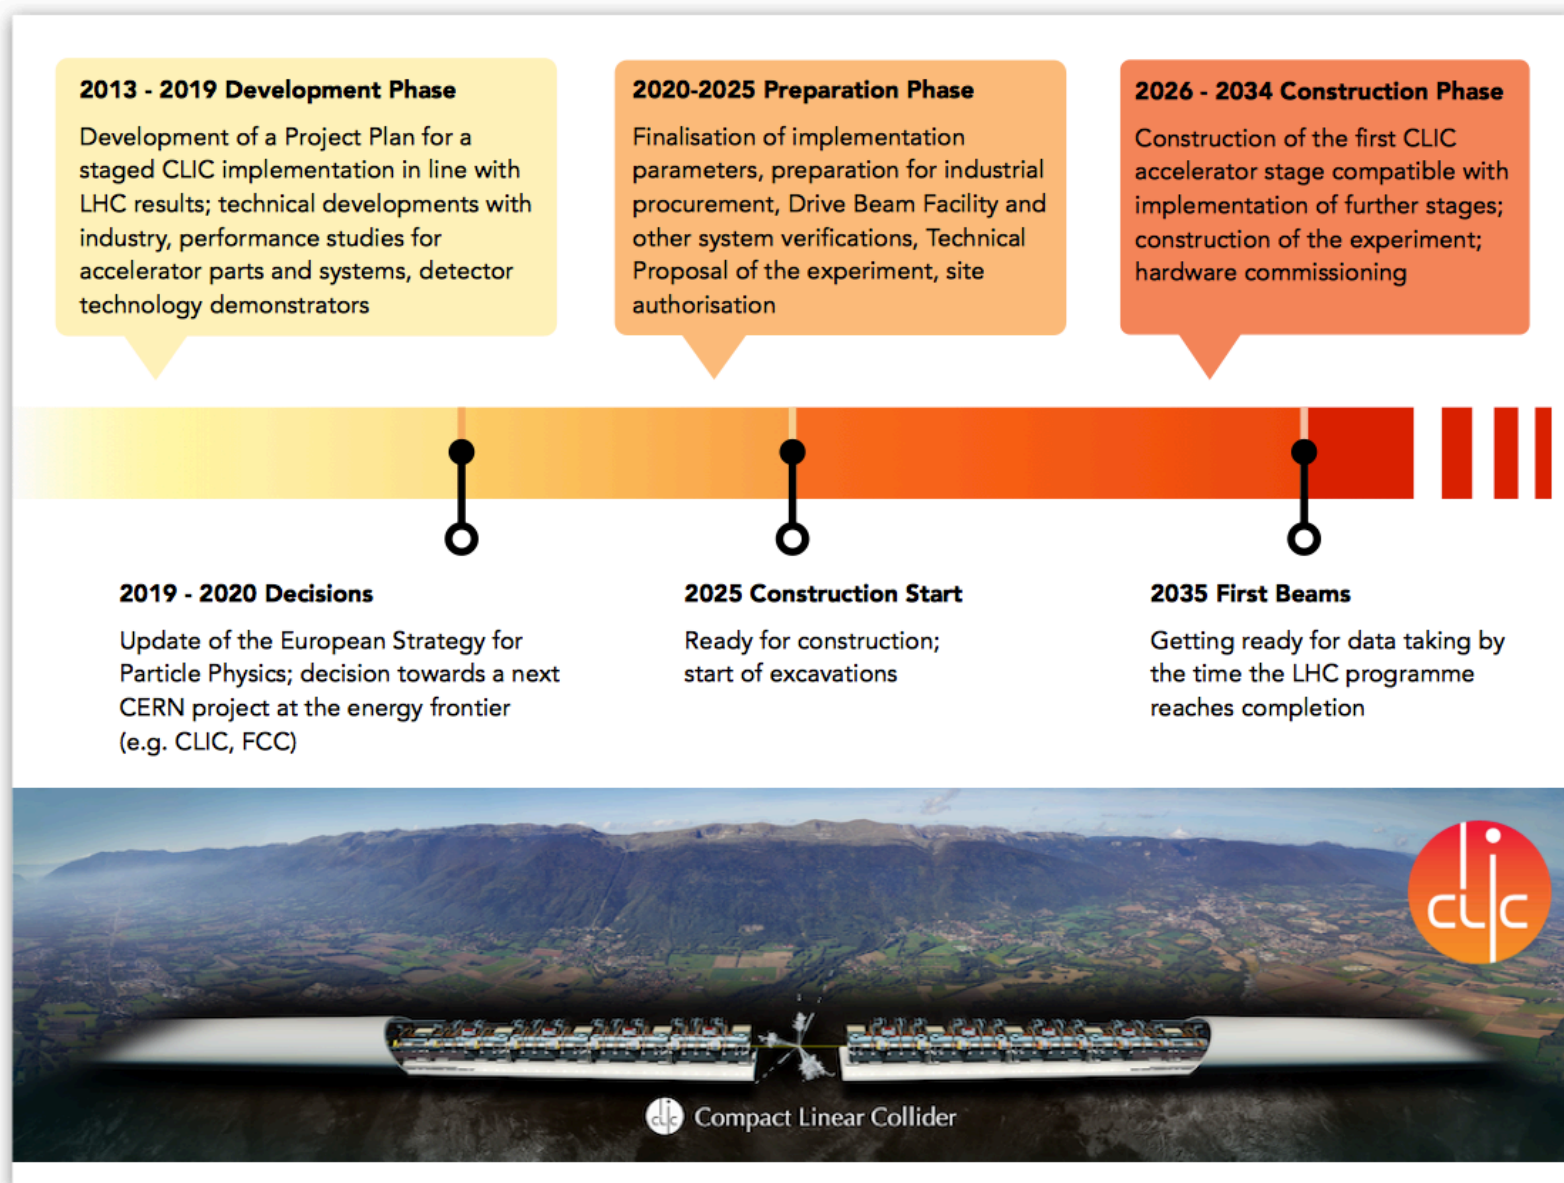 2013 - 2019 Development Phase
Development of a Project Plan for a
staged CLIC implementation in line with
LHC results; technical developments with
industry, performance studies for
accelerator parts and systems, detector
technology demonstrators
2020-2025 Preparation Phase
Finalisation of implementation
parameters, preparation for industrial
procurement, Drive Beam Facility and
other system verifications, Technical
Proposal of the experiment, site
authorisation
2026 - 2034 Construction Phase
Construction of the first CLIC
accelerator stage compatible with
implementation of further stages;
construction of the experiment;
hardware commissioning
2019 - 2020 Decisions
Update of the European Strategy for
Particle Physics; decision towards a next
CERN project at the energy frontier
(e.g. CLIC, FCC)
2025 Construction Start
Ready for construction;
start of excavations
2035 First Beams
Getting ready for data taking by
the time the LHC programme
reaches completion
clic
clic Compact Linear Collider